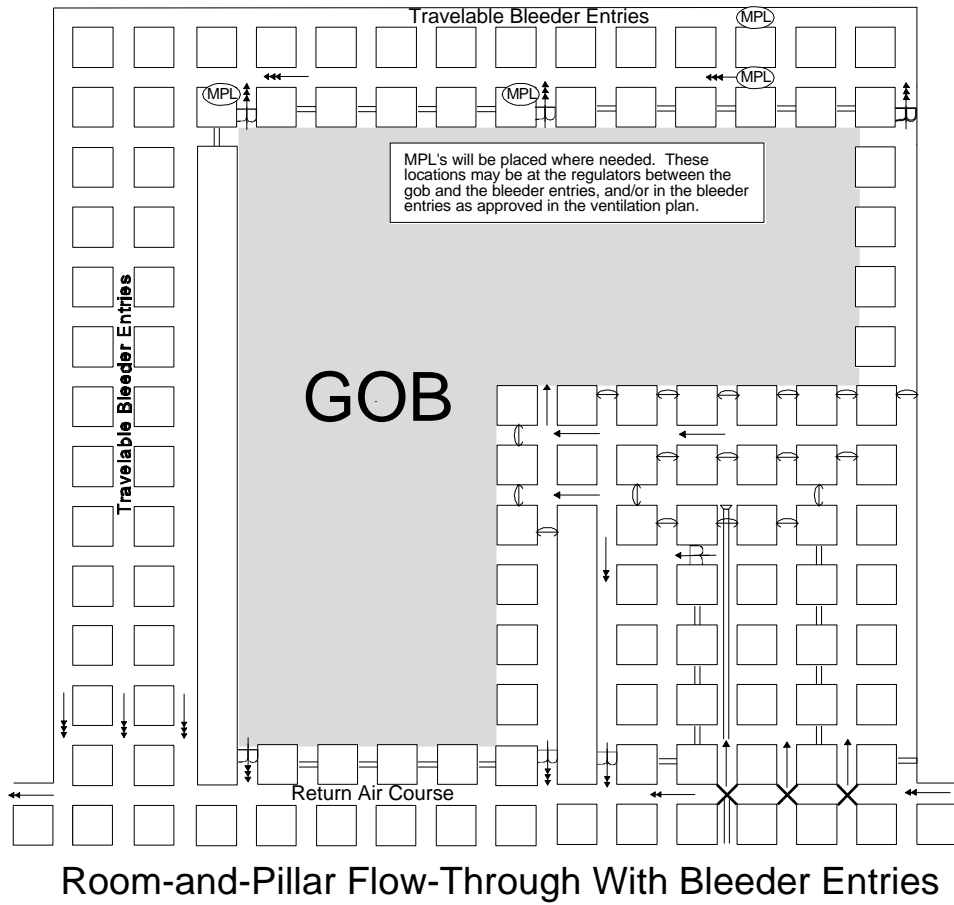 Travelable Bleeder Entries
MPL
MPL
MPL
MPL
MPL's will be placed where needed. These
locations may be at the regulators between the
gob and the bleeder entries, and/or in the bleeder
entries as approved in the ventilation plan.
Travelable Bleeder Entries
GOB
R
Return Air Course
Room-and-Pillar Flow-Through With Bleeder Entries